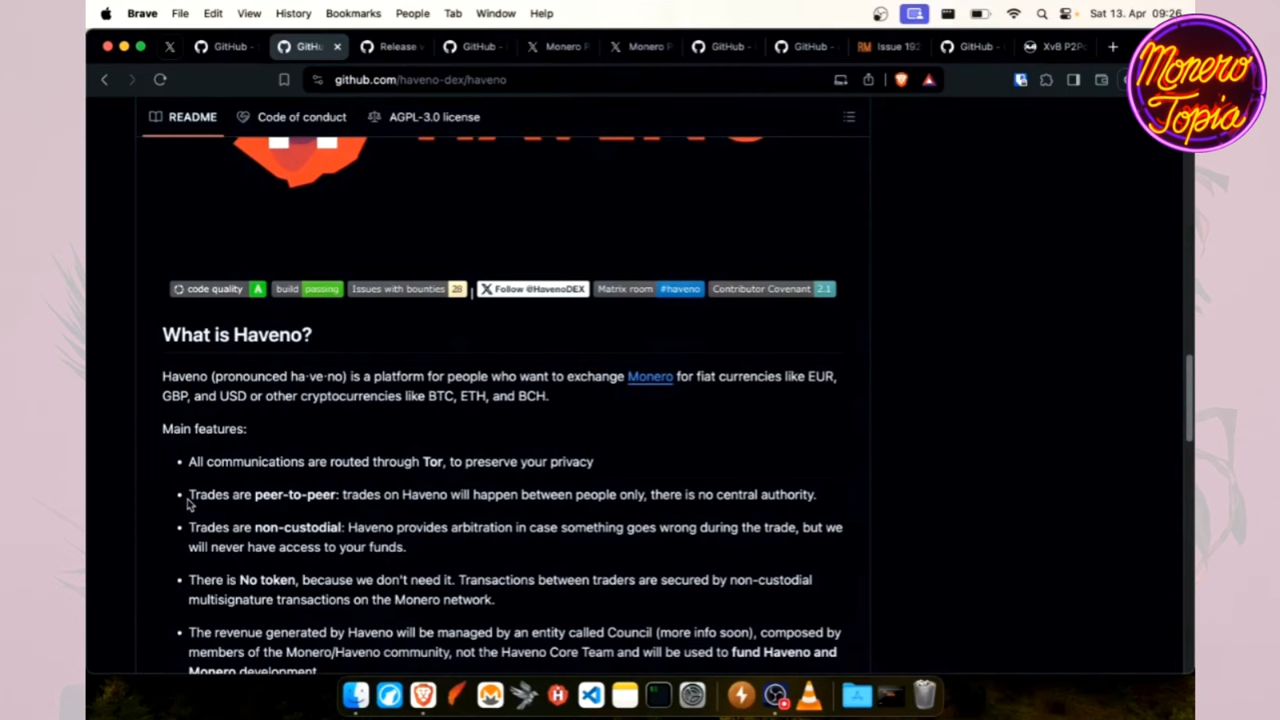 Brave File Edit View History Bookmarks People Tab Window Help Sat 13. Apr 09:26
GitHub - GitHu Release v GitHub - Monero P Monero P GitHub - GitHub - Issue 192 GitHub - XvB P2Po
github.com/haveno-dex/haveno
Monero
Topia
README Code of conduct AGPL-3.0 license
code quality A build passing Issues with bounties 28 Follow @HavenoDEX Matrix room #haveno Contributor Covenant 2.1
What is Haveno?
Haveno (pronounced ha·ve·no) is a platform for people who want to exchange Monero for fiat currencies like EUR,
GBP, and USD or other cryptocurrencies like BTC, ETH, and BCH.
Main features:
• All communications are routed through Tor, to preserve your privacy
• Trades are peer-to-peer: trades on Haveno will happen between people only, there is no central authority.
• Trades are non-custodial: Haveno provides arbitration in case something goes wrong during the trade, but we
will never have access to your funds.
• There is No token, because we don't need it. Transactions between traders are secured by non-custodial
multisignature transactions on the Monero network.
• The revenue generated by Haveno will be managed by an entity called Council (more info soon), composed by
members of the Monero/Haveno community, not the Haveno Core Team and will be used to fund Haveno and
Monero development.